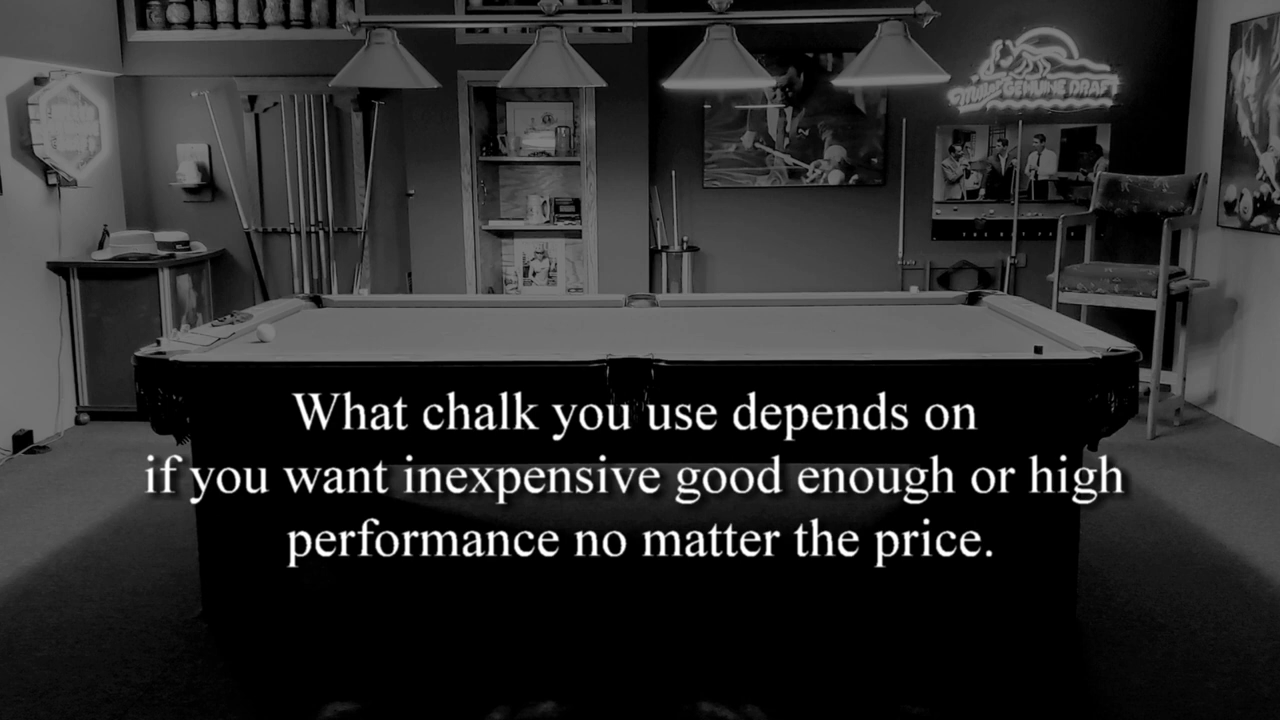 Miller GENUINE DRAFT
What chalk you use depends on
if you want inexpensive good enough or high
performance no matter the price.